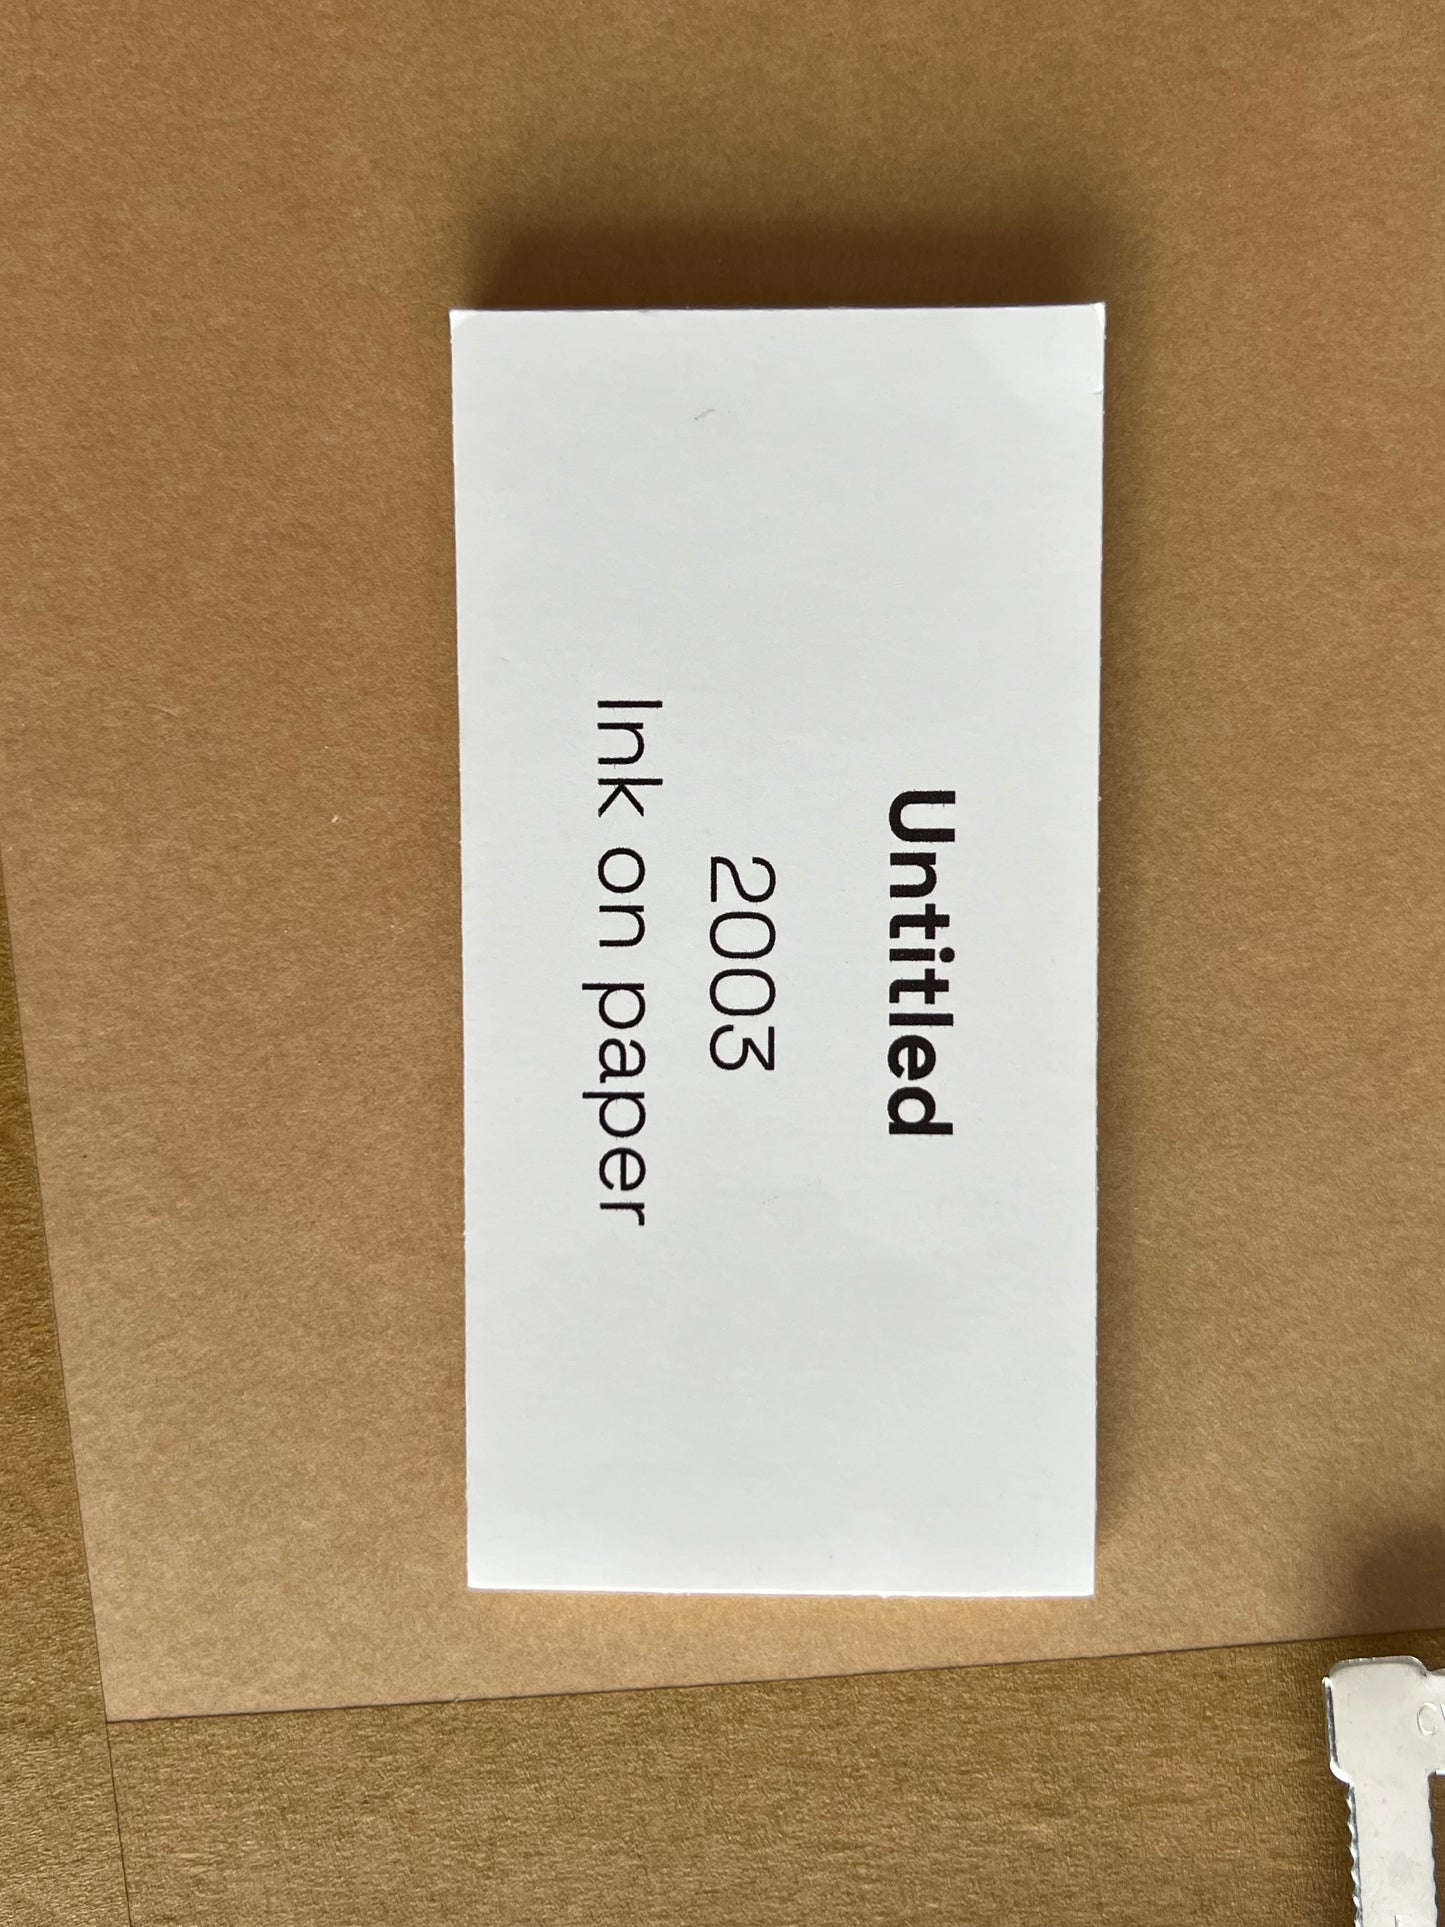 Untitled
2003
Ink on paper